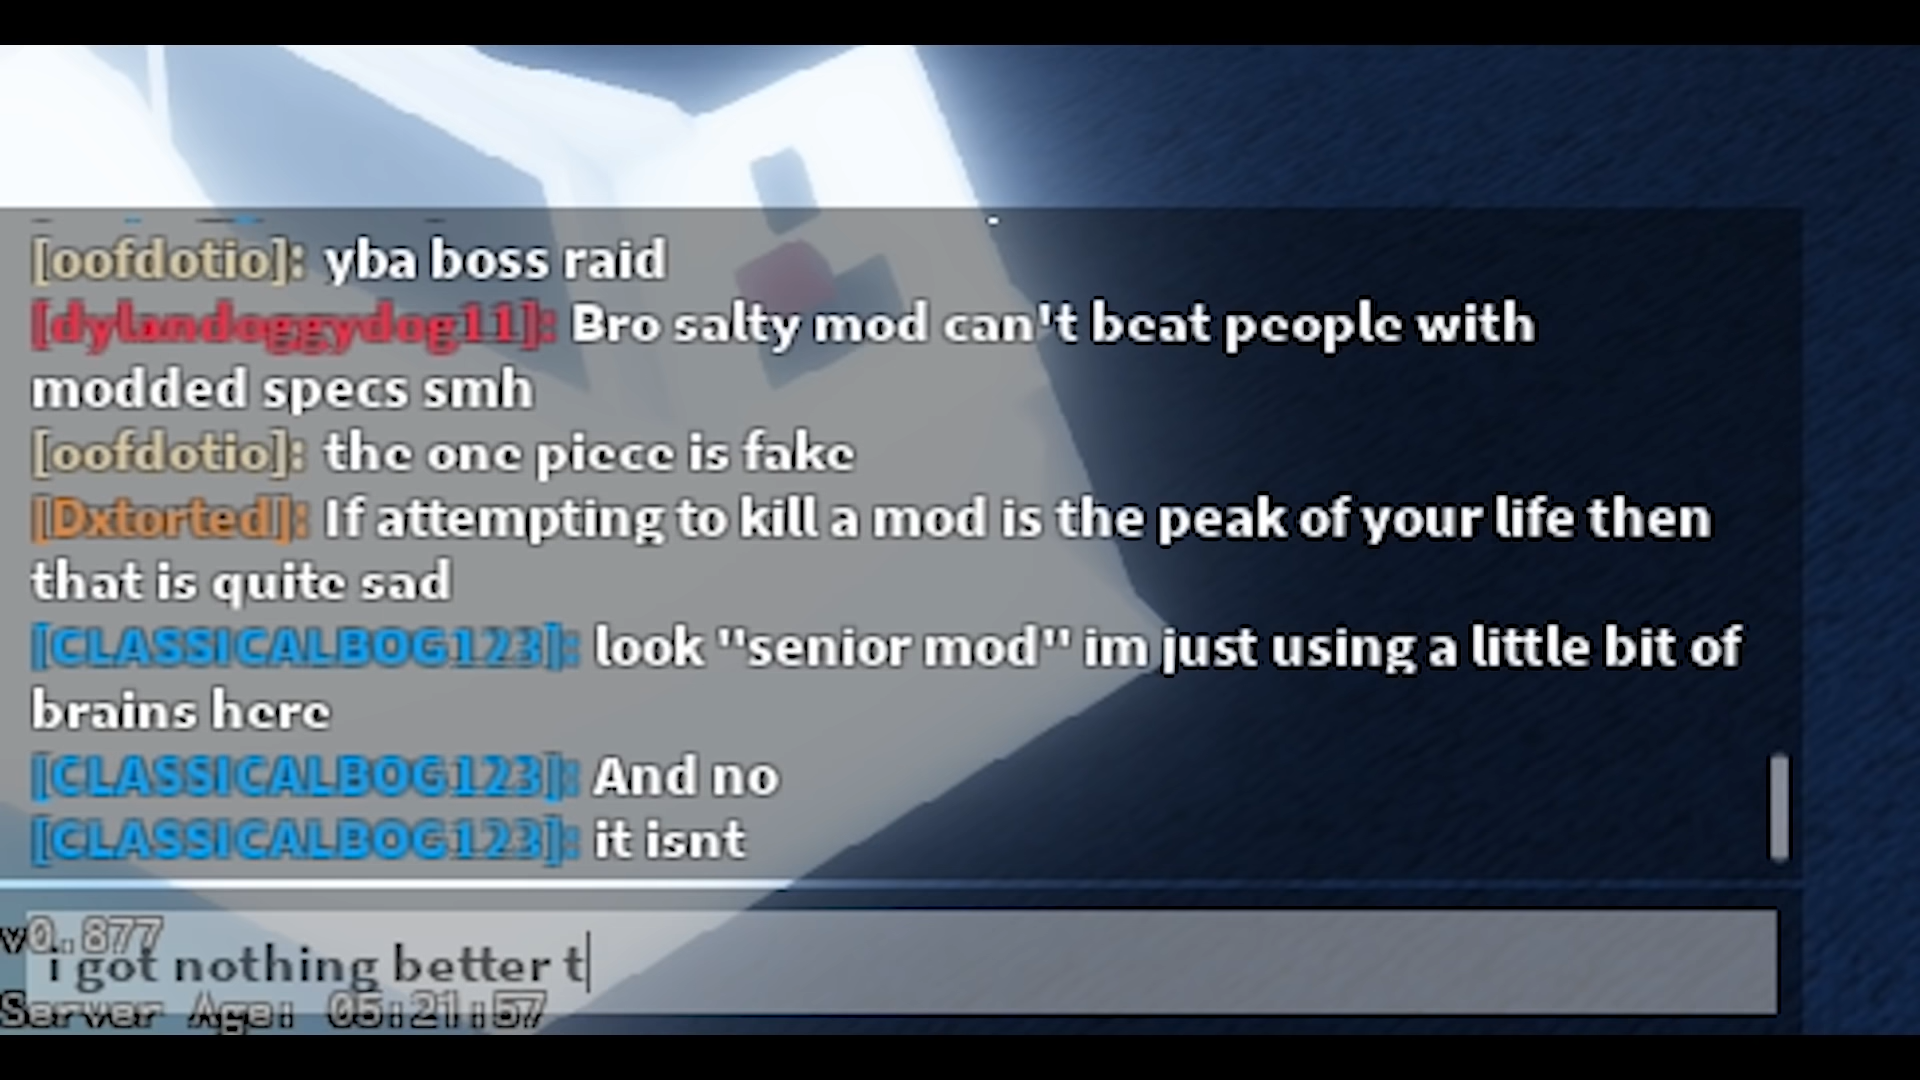 [oofdotio]: yba boss raid
[dylandoggydog11]: Bro salty mod can't beat people with
modded specs smh
[oofdotio]: the one piece is fake
[Dxtorted]: If attempting to kill a mod is the peak of your life then
that is quite sad
[CLASSICALBOG123]: look "senior mod" im just using a little bit of
brains here
[CLASSICALBOG123]: And no
[CLASSICALBOG123]: it isnt
v0.877
i got nothing better t
Server Age: 05:21:57